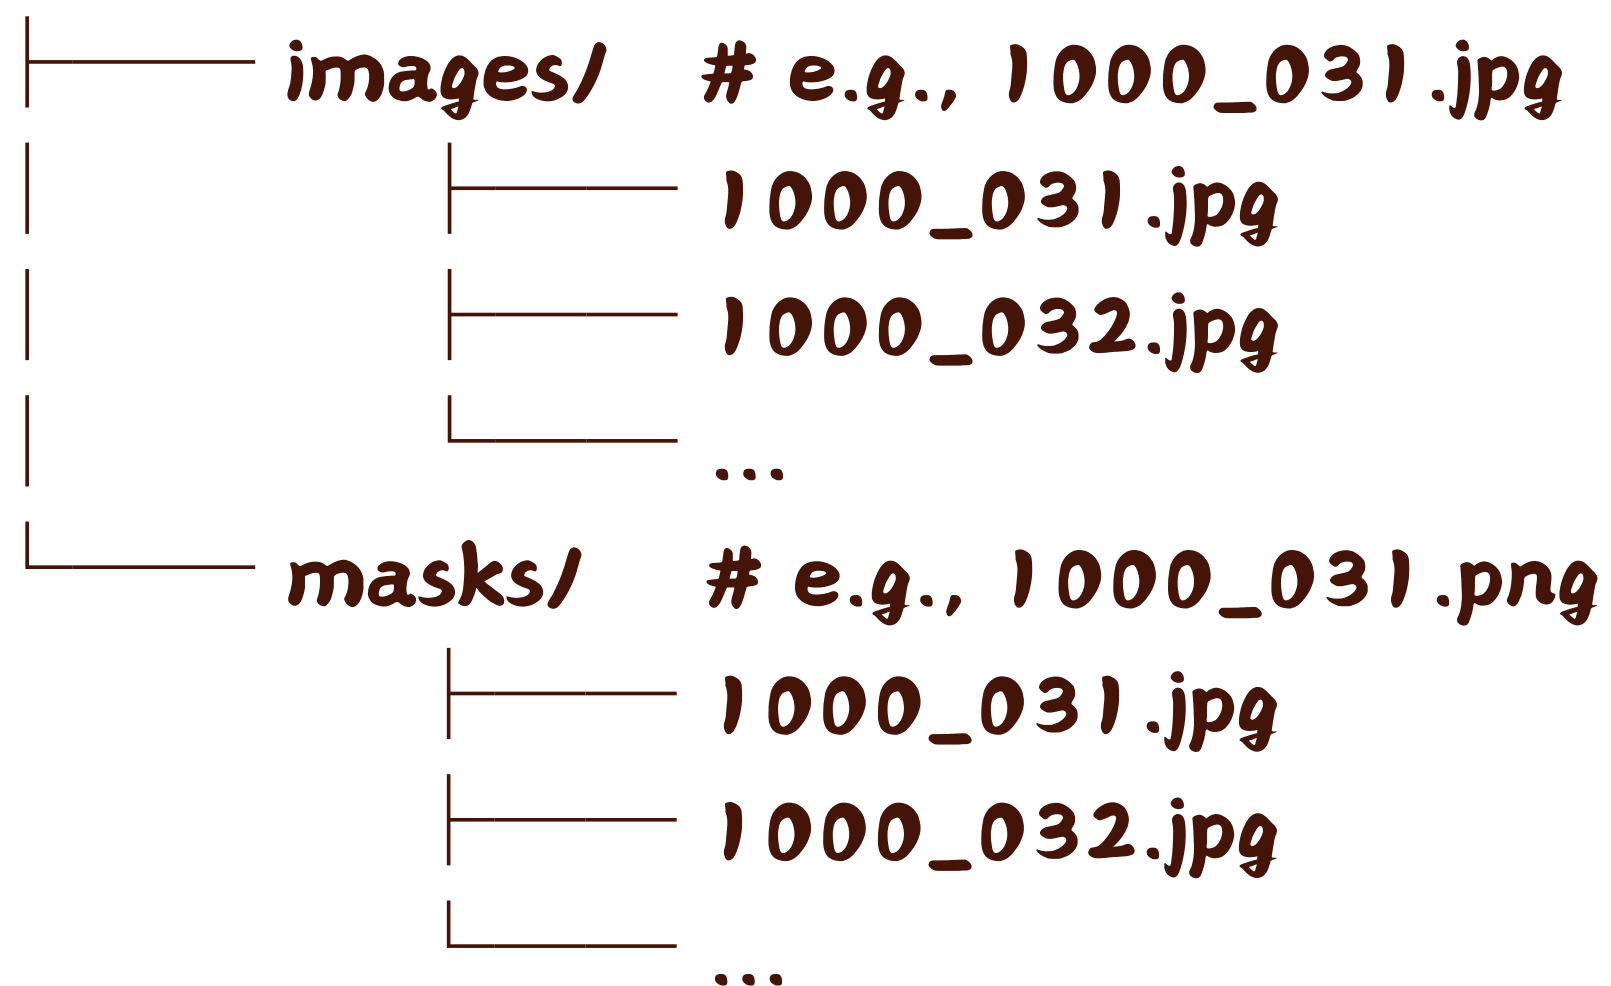 ├── images/ # e.g., 1000_031.jpg
│ ├── 1000_031.jpg
│ ├── 1000_032.jpg
│ └── ...
└── masks/ # e.g., 1000_031.png
├── 1000_031.jpg
├── 1000_032.jpg
└── ...